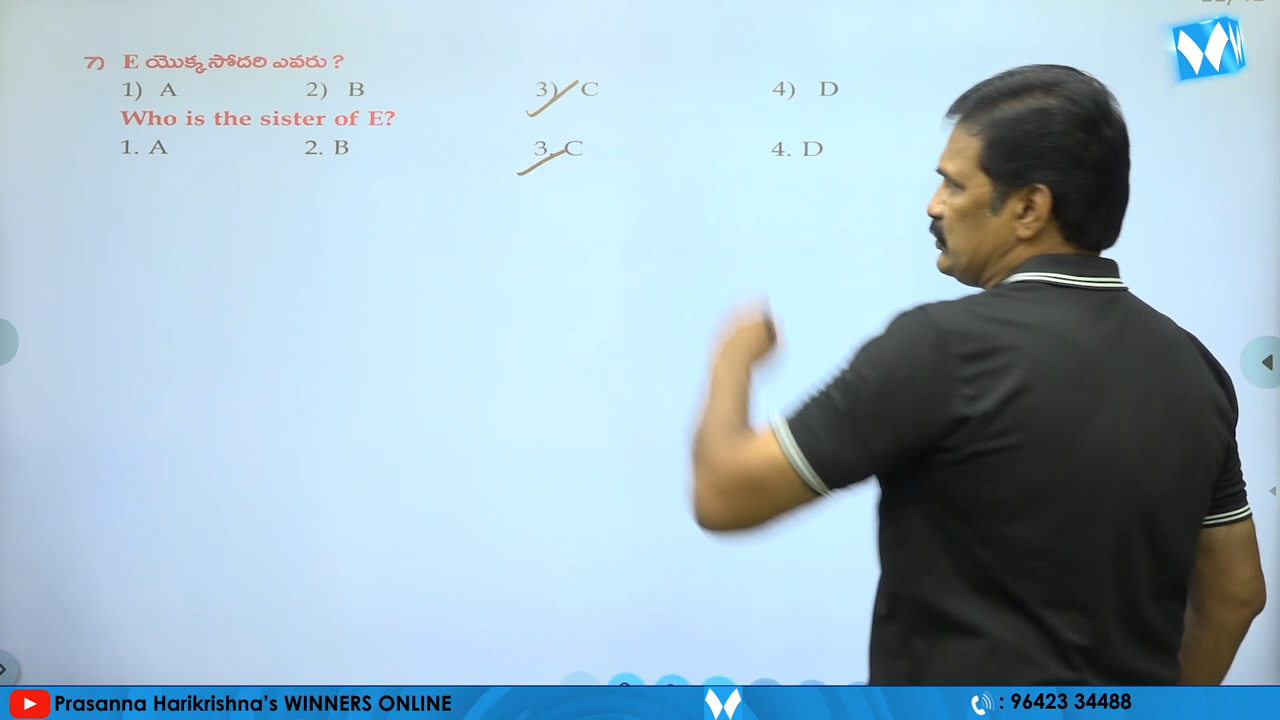 7) E యొక్క సోదరి ఎవరు ?
1) A 2) B 3) C 4) D
Who is the sister of E?
1. A 2. B 3. C 4. D
Prasanna Harikrishna's WINNERS ONLINE : 96423 34488